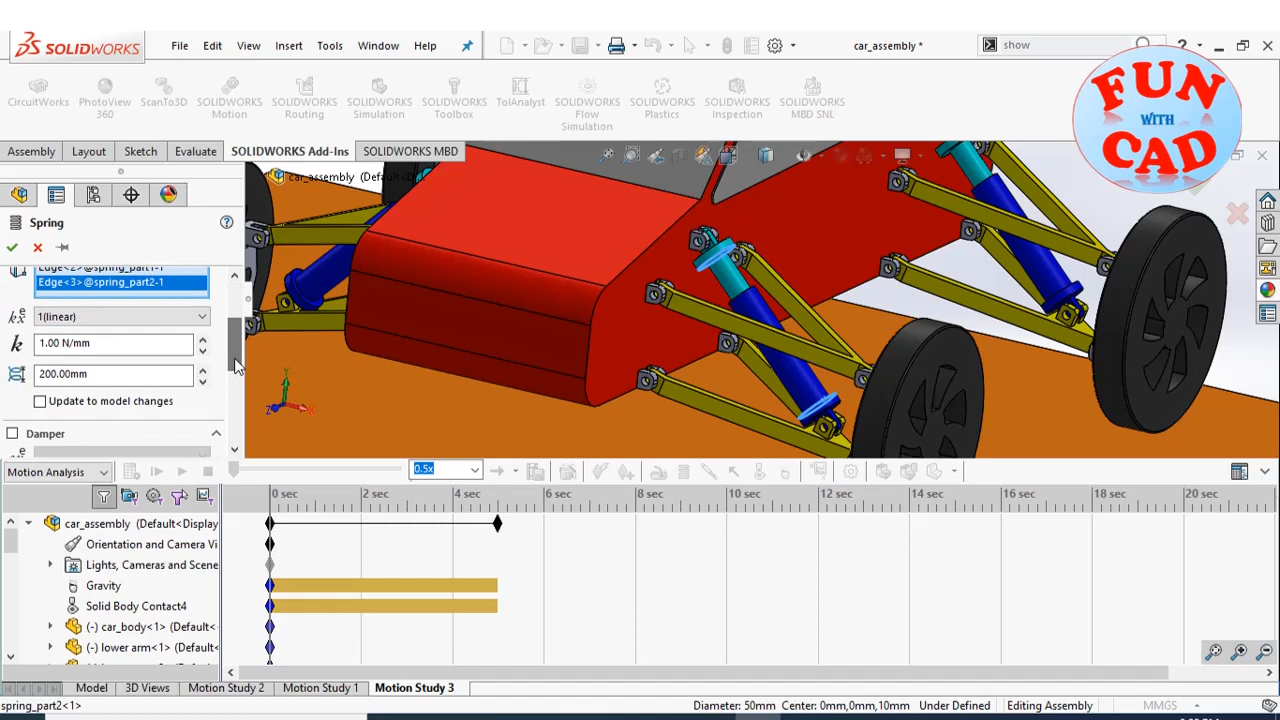 SOLIDWORKS
File Edit View Insert Tools Window Help
car_assembly *
show
CircuitWorks
PhotoView
360
ScanTo3D
SOLIDWORKS
Motion
SOLIDWORKS
Routing
SOLIDWORKS
Simulation
SOLIDWORKS
Toolbox
TolAnalyst
SOLIDWORKS
Flow
Simulation
SOLIDWORKS
Plastics
SOLIDWORKS
Inspection
SOLIDWORKS
MBD SNL
FUN
WITH
CAD
Assembly Layout Sketch Evaluate SOLIDWORKS Add-Ins SOLIDWORKS MBD
car_assembly (Default<Di
Spring
Edge<2>@spring_part1-1
Edge<3>@spring_part2-1
1(linear)
k 1.00 N/mm
200.00mm
Update to model changes
Damper
Y
Z X
Motion Analysis
0.5x
0 sec 2 sec 4 sec 6 sec 8 sec 10 sec 12 sec 14 sec 16 sec 18 sec 20 sec
car_assembly (Default<Display
Orientation and Camera Vi
Lights, Cameras and Scene
Gravity
Solid Body Contact4
(-) car_body<1> (Default<
(-) lower arm<1> (Default
Model 3D Views Motion Study 2 Motion Study 1 Motion Study 3
spring_part2<1>
Diameter: 50mm Center: 0mm,0mm,10mm Under Defined Editing Assembly MMGS